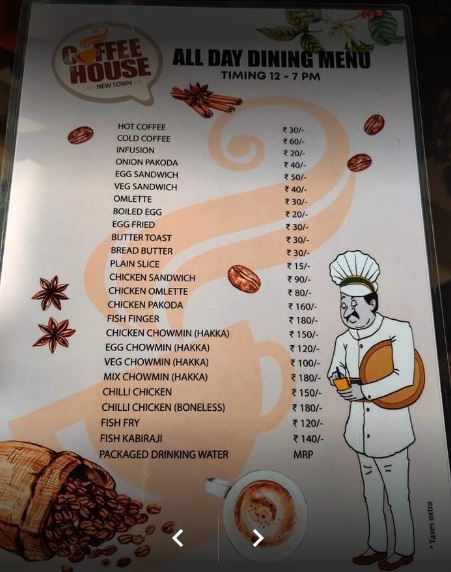 COFFEE
HOUSE
NEW TOWN
ALL DAY DINING MENU
TIMING 12 - 7 PM
HOT COFFEE ₹ 30/-
COLD COFFEE ₹ 60/-
INFUSION ₹ 20/-
ONION PAKODA ₹ 40/-
EGG SANDWICH ₹ 50/-
VEG SANDWICH ₹ 40/-
OMLETTE ₹ 30/-
BOILED EGG ₹ 20/-
EGG FRIED ₹ 30/-
BUTTER TOAST ₹ 30/-
BREAD BUTTER ₹ 30/-
PLAIN SLICE ₹ 15/-
CHICKEN SANDWICH ₹ 90/-
CHICKEN OMLETTE ₹ 80/-
CHICKEN PAKODA ₹ 160/-
FISH FINGER ₹ 180/-
CHICKEN CHOWMIN (HAKKA) ₹ 150/-
EGG CHOWMIN (HAKKA) ₹ 120/-
VEG CHOWMIN (HAKKA) ₹ 100/-
MIX CHOWMIN (HAKKA) ₹ 180/-
CHILLI CHICKEN ₹ 150/-
CHILLI CHICKEN (BONELESS) ₹ 180/-
FISH FRY ₹ 120/-
FISH KABIRAJI ₹ 140/-
PACKAGED DRINKING WATER MRP
* Taxes extra